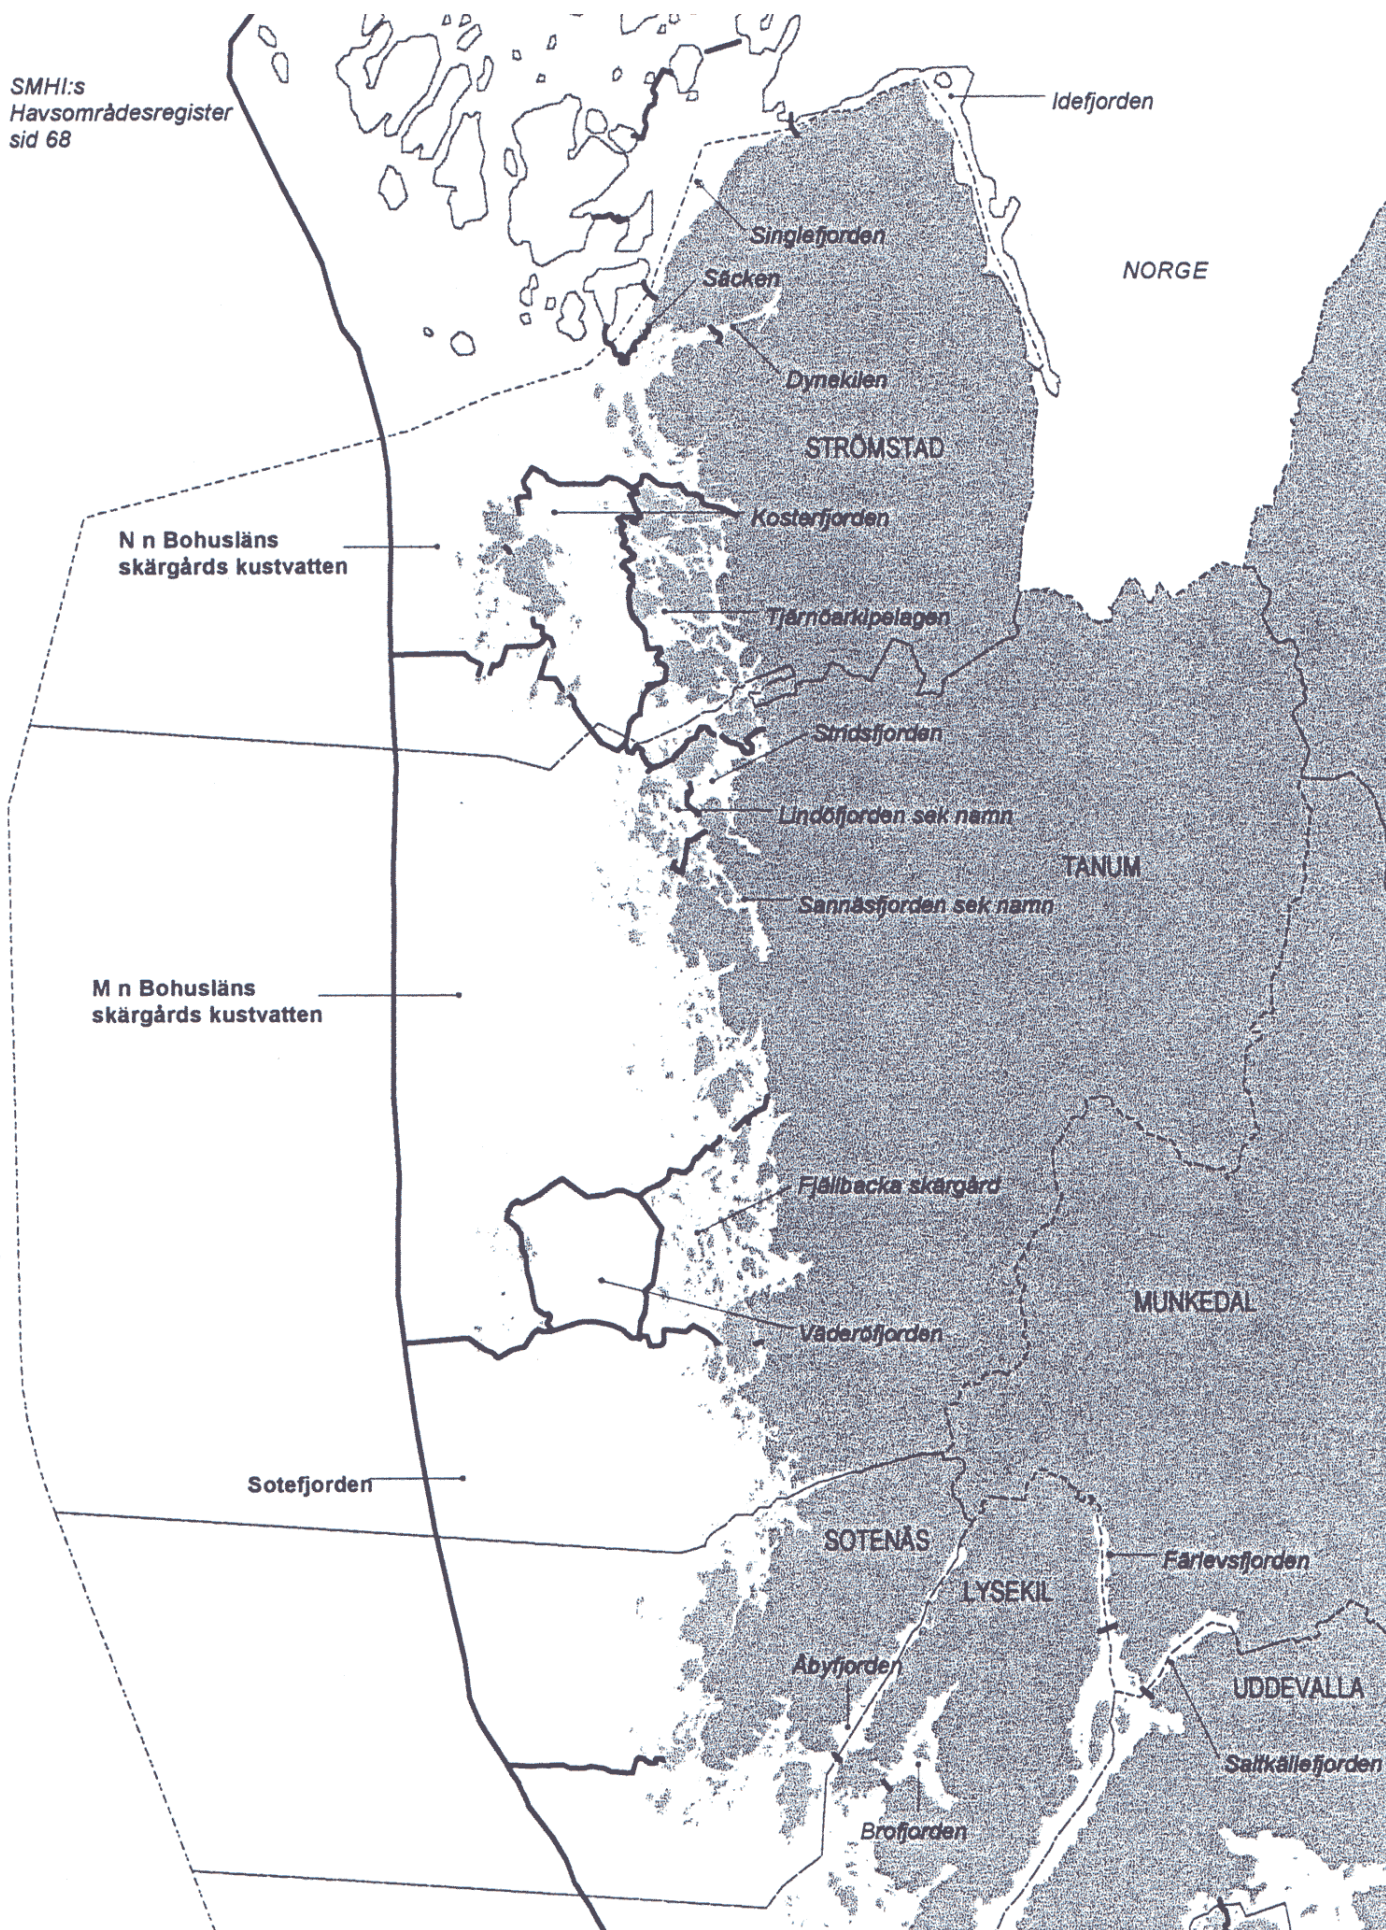 SMHI:s
Havsområdesregister
sid 68
Idefjorden
Singlefjorden
NORGE
Säcken
Dynekilen
STRÖMSTAD
Kosterfjorden
N n Bohusläns
skärgårds kustvatten
Tjärnöarkipelagen
Stridsfjorden
Lindöfjorden sek namn
TANUM
Sannäsfjorden sek namn
M n Bohusläns
skärgårds kustvatten
Fjällbacka skärgård
MUNKEDAL
Väderöfjorden
Sotefjorden
SOTENÄS
Färlevsfjorden
LYSEKIL
Åbyfjorden
UDDEVALLA
Saltkällefjorden
Brofjorden